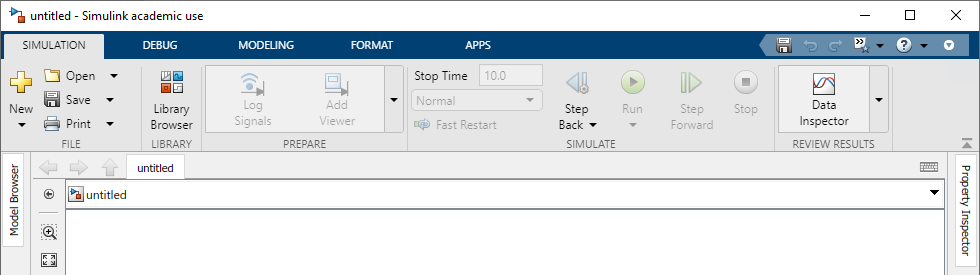 untitled - Simulink academic use
SIMULATION DEBUG MODELING FORMAT APPS
New
Open
Save
Print
FILE
Library
Browser
LIBRARY
Log
Signals
Add
Viewer
PREPARE
Stop Time 10.0
Normal
Fast Restart
Step
Back
Run
Step
Forward
Stop
SIMULATE
Data
Inspector
REVIEW RESULTS
Model Browser
untitled
untitled
Property Inspector